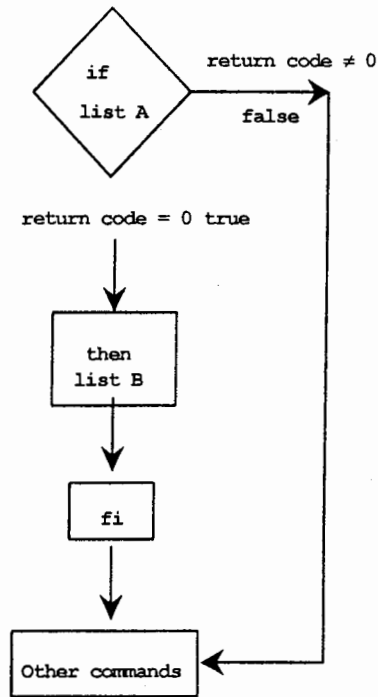 if
list A
return code ≠ 0
false
return code = 0 true
then
list B
fi
Other commands